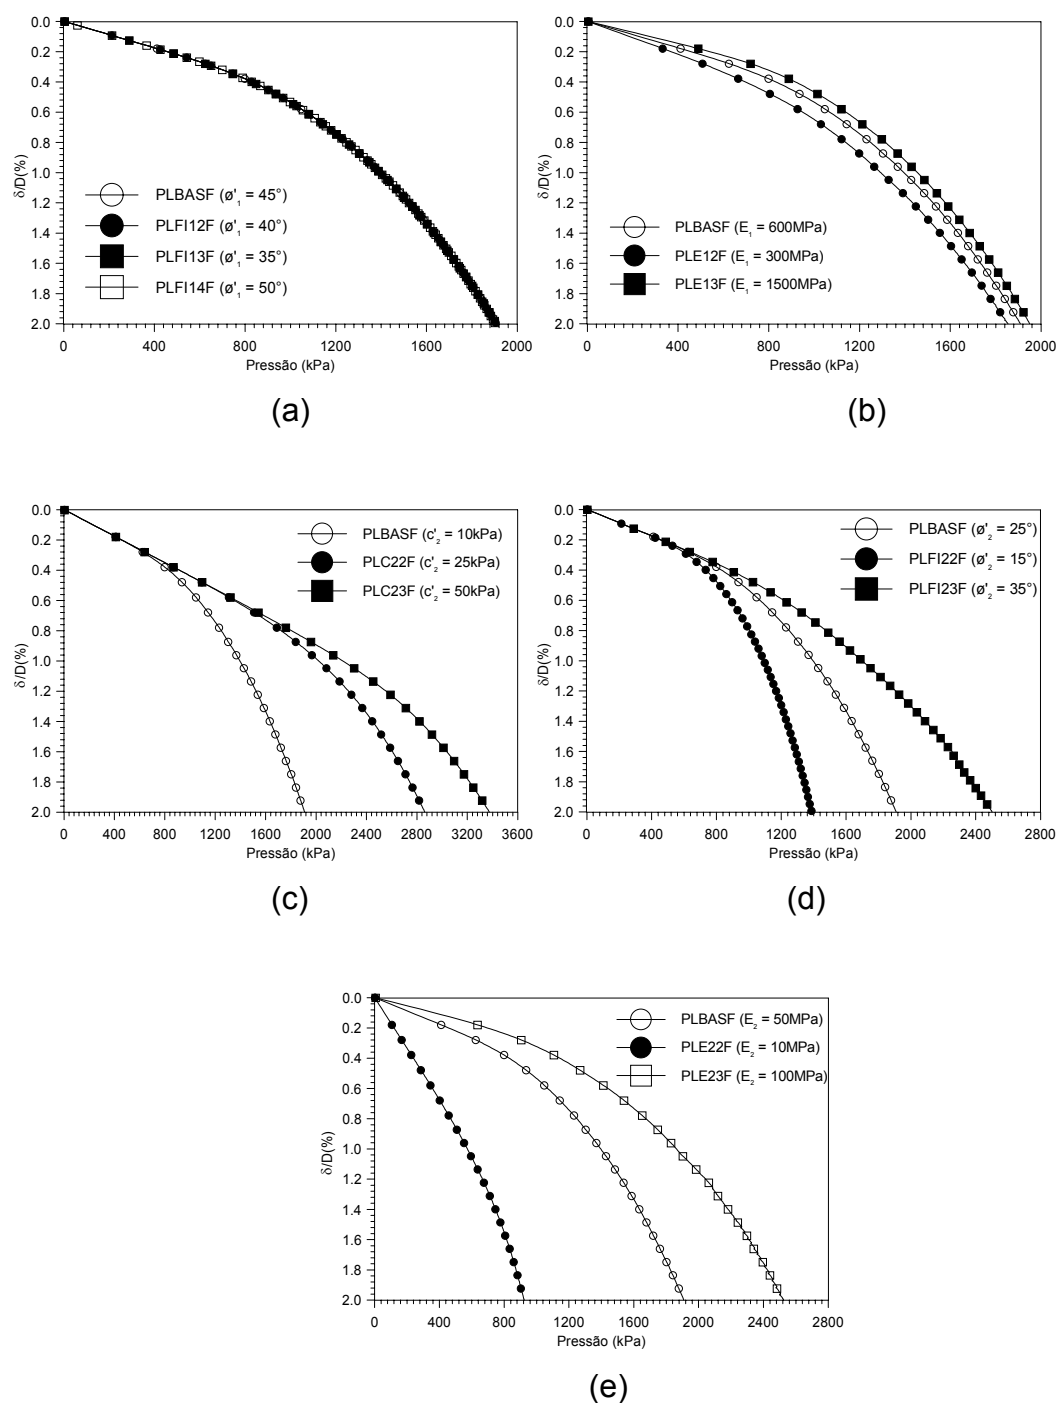 0.0
0.2
0.4
0.6
0.8
1.0
1.2
1.4
1.6
1.8
2.0
δ/D(%)
PLBASF (ø'₁ = 45°)
PLFI12F (ø'₁ = 40°)
PLFI13F (ø'₁ = 35°)
PLFI14F (ø'₁ = 50°)
0 400 800 1200 1600 2000
Pressão (kPa)
(a)
0.0
0.2
0.4
0.6
0.8
1.0
1.2
1.4
1.6
1.8
2.0
δ/D(%)
PLBASF (E₁ = 600MPa)
PLE12F (E₁ = 300MPa)
PLE13F (E₁ = 1500MPa)
0 400 800 1200 1600 2000
Pressão (kPa)
(b)
0.0
0.2
0.4
0.6
0.8
1.0
1.2
1.4
1.6
1.8
2.0
δ/D(%)
PLBASF (c'₂ = 10kPa)
PLC22F (c'₂ = 25kPa)
PLC23F (c'₂ = 50kPa)
0 400 800 1200 1600 2000 2400 2800 3200 3600
Pressão (kPa)
(c)
0.0
0.2
0.4
0.6
0.8
1.0
1.2
1.4
1.6
1.8
2.0
δ/D(%)
PLBASF (ø'₂ = 25°)
PLFI22F (ø'₂ = 15°)
PLFI23F (ø'₂ = 35°)
0 400 800 1200 1600 2000 2400 2800
Pressão (kPa)
(d)
0.0
0.2
0.4
0.6
0.8
1.0
1.2
1.4
1.6
1.8
2.0
δ/D(%)
PLBASF (E₂ = 50MPa)
PLE22F (E₂ = 10MPa)
PLE23F (E₂ = 100MPa)
0 400 800 1200 1600 2000 2400 2800
Pressão (kPa)
(e)